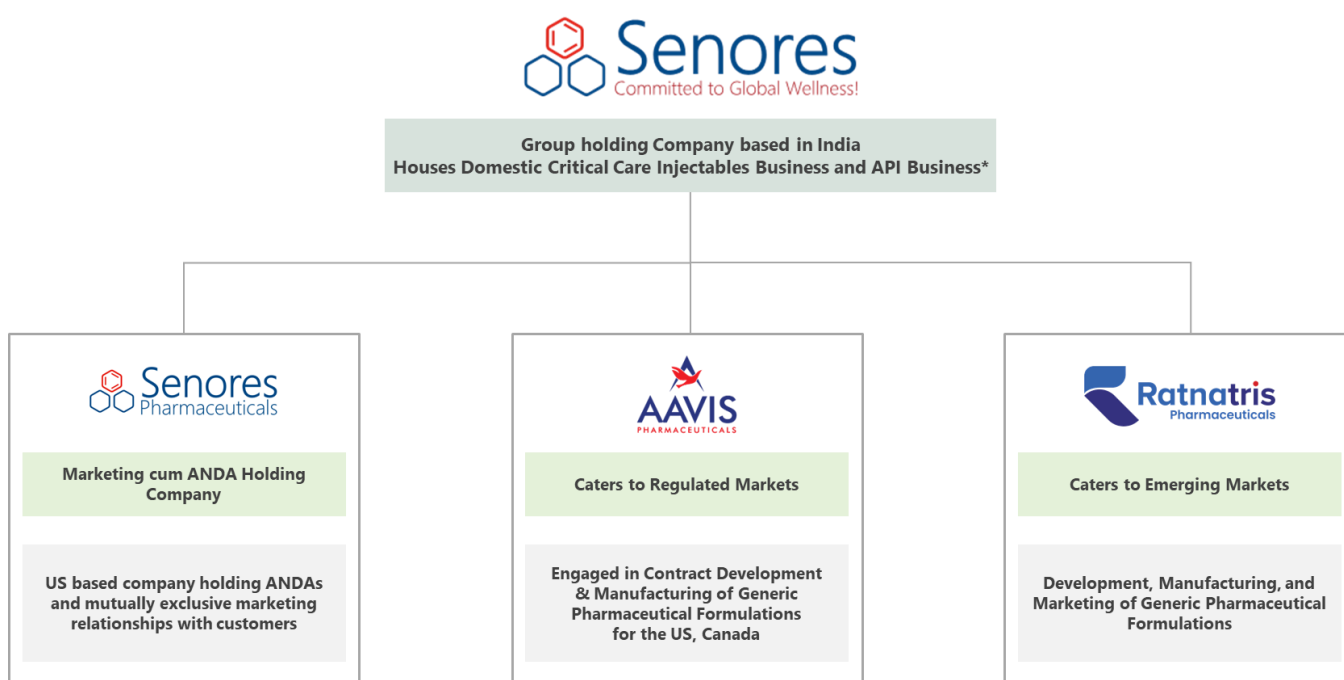 Senores
Committed to Global Wellness!
Group holding Company based in India
Houses Domestic Critical Care Injectables Business and API Business*
Senores
Pharmaceuticals
Marketing cum ANDA Holding
Company
US based company holding ANDAs
and mutually exclusive marketing
relationships with customers
AAVIS
PHARMACEUTICALS
Caters to Regulated Markets
Engaged in Contract Development
& Manufacturing of Generic
Pharmaceutical Formulations
for the US, Canada
Ratnatris
Pharmaceuticals
Caters to Emerging Markets
Development, Manufacturing, and
Marketing of Generic Pharmaceutical
Formulations